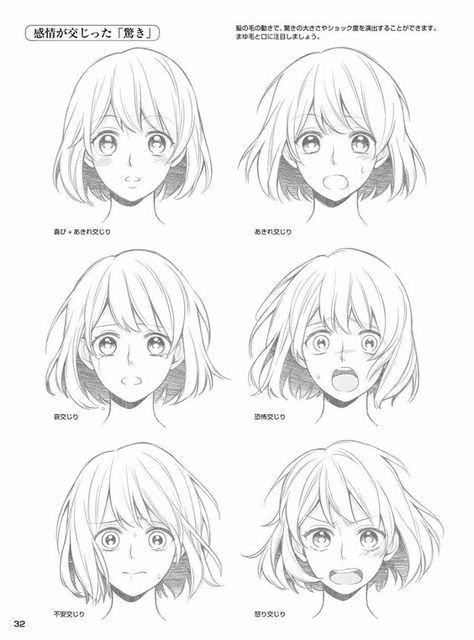 感情が交じった「驚き」
髪の毛の動きで、驚きの大きさやショック度を演出することができます。
まゆ毛と口に注目しましょう。
喜び+あきれ交じり
あきれ交じり
哀交じり
恐怖交じり
不安交じり
怒り交じり
32